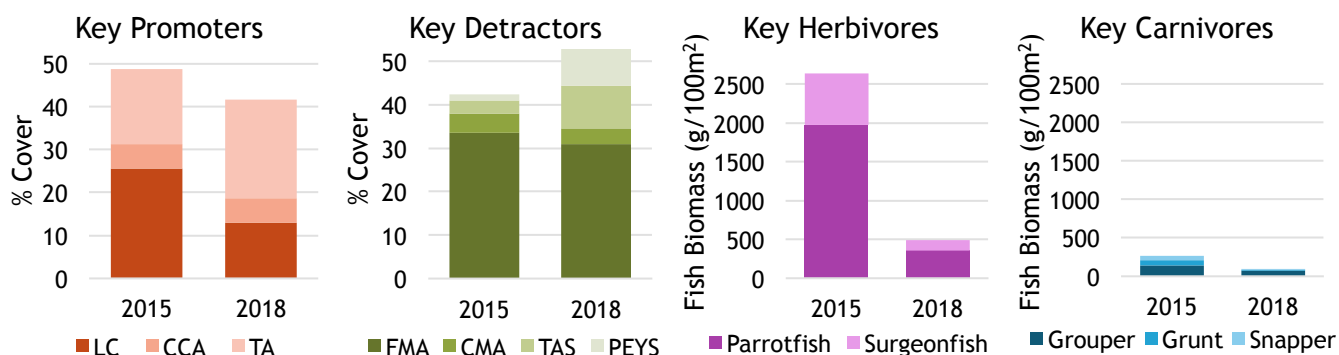 Key Promoters
% Cover
50
40
30
20
10
0
2015 2018
LC CCA TA
Key Detractors
% Cover
50
40
30
20
10
0
2015 2018
FMA CMA TAS PEYS
Key Herbivores
Fish Biomass (g/100m²)
2500
2000
1500
1000
500
0
2015 2018
Parrotfish Surgeonfish
Key Carnivores
Fish Biomass (g/100m²)
2500
2000
1500
1000
500
0
2015 2018
Grouper Grunt Snapper